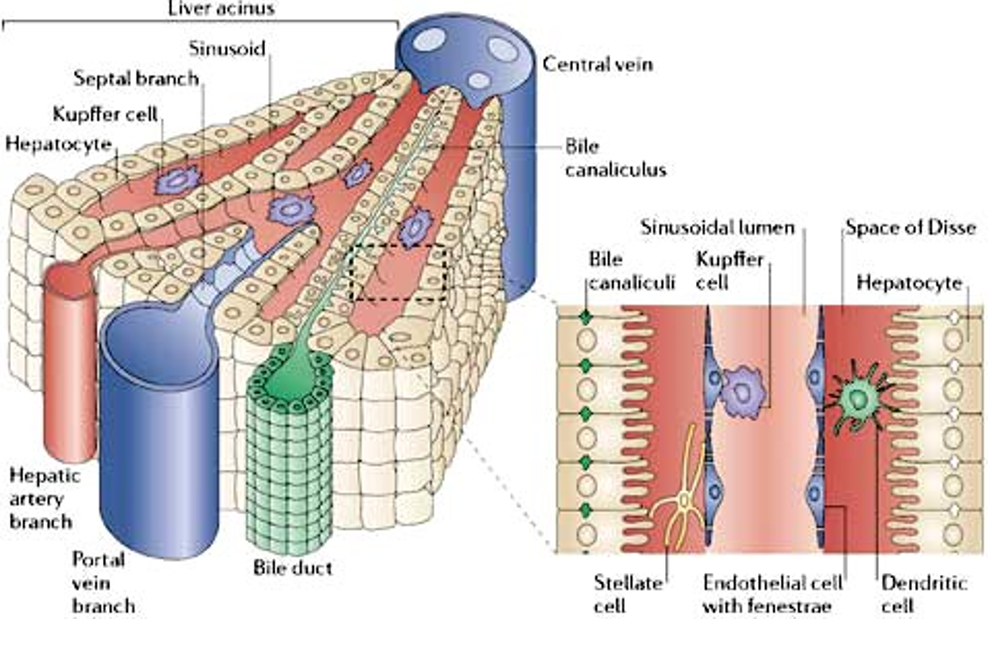 Liver acinus
Sinusoid
Septal branch
Kupffer cell
Hepatocyte
Central vein
Bile
canaliculus
Hepatic
artery
branch
Portal
vein
branch
Bile duct
Sinusoidal lumen
Space of Disse
Bile
canaliculi
Kupffer
cell
Hepatocyte
Stellate
cell
Endothelial cell
with fenestrae
Dendritic
cell